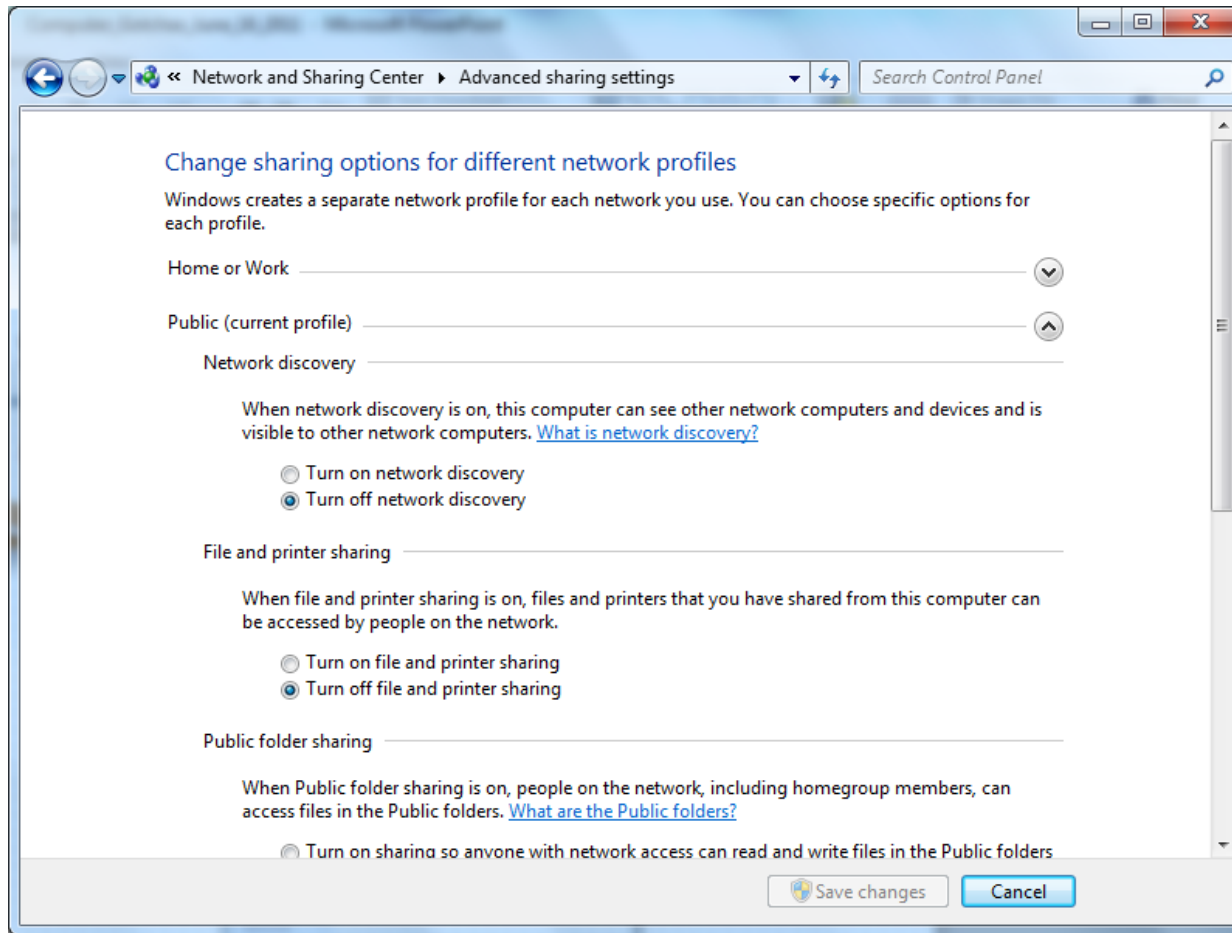 Microsoft PowerPoint
« Network and Sharing Center ▸ Advanced sharing settings
Search Control Panel
Change sharing options for different network profiles
Windows creates a separate network profile for each network you use. You can choose specific options for
each profile.
Home or Work
Public (current profile)
Network discovery
When network discovery is on, this computer can see other network computers and devices and is
visible to other network computers. What is network discovery?
Turn on network discovery
Turn off network discovery
File and printer sharing
When file and printer sharing is on, files and printers that you have shared from this computer can
be accessed by people on the network.
Turn on file and printer sharing
Turn off file and printer sharing
Public folder sharing
When Public folder sharing is on, people on the network, including homegroup members, can
access files in the Public folders. What are the Public folders?
Turn on sharing so anyone with network access can read and write files in the Public folders
Save changes
Cancel